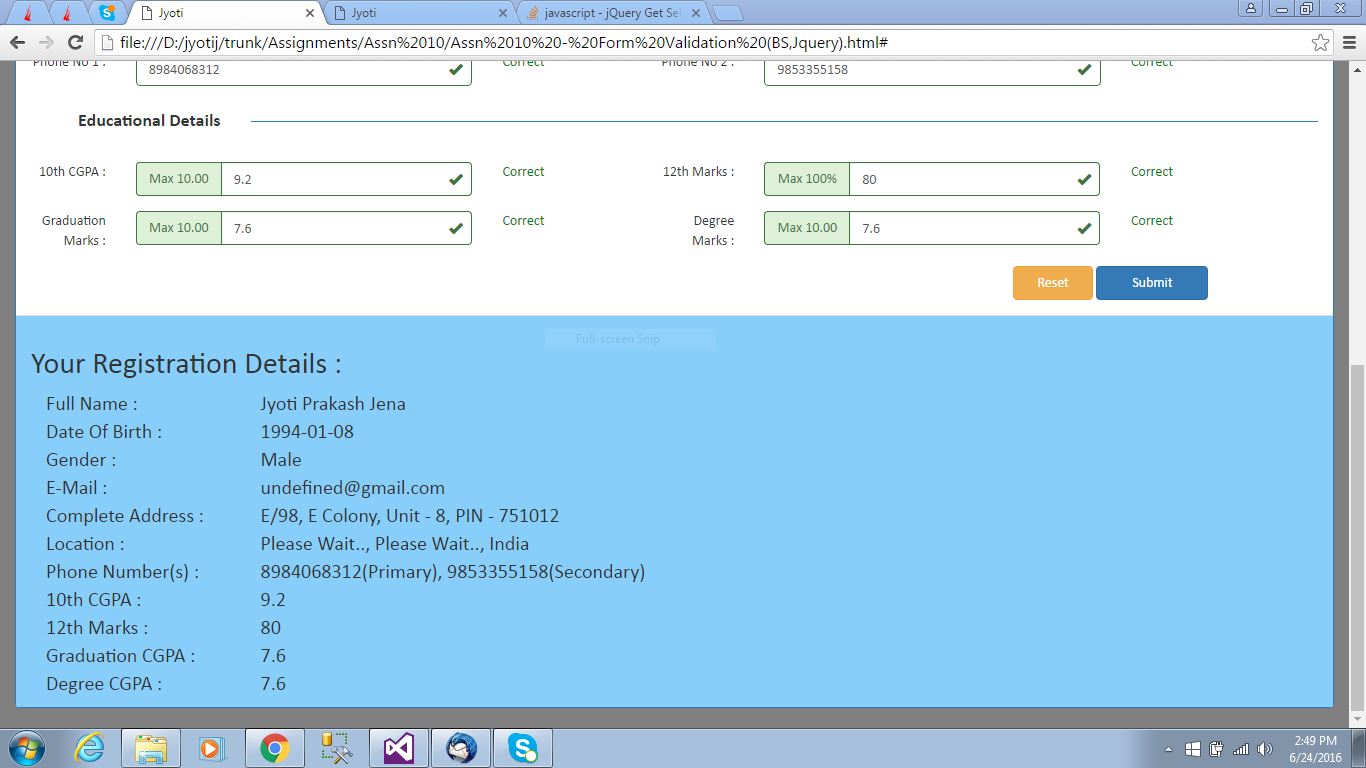 Jyoti
Jyoti
javascript - jQuery Get Sel
file:///D:/jyotij/trunk/Assignments/Assn%2010/Assn%2010%20-%20Form%20Validation%20(BS,Jquery).html#
Phone No 1 : 8984068312 Correct Phone No 2 : 9853355158 Correct
Educational Details
10th CGPA : Max 10.00 9.2 Correct 12th Marks : Max 100% 80 Correct
Graduation Marks : Max 10.00 7.6 Correct Degree Marks : Max 10.00 7.6 Correct
Reset Submit
Full-screen Snip
Your Registration Details :
Full Name : Jyoti Prakash Jena
Date Of Birth : 1994-01-08
Gender : Male
E-Mail : undefined@gmail.com
Complete Address : E/98, E Colony, Unit - 8, PIN - 751012
Location : Please Wait.., Please Wait.., India
Phone Number(s) : 8984068312(Primary), 9853355158(Secondary)
10th CGPA : 9.2
12th Marks : 80
Graduation CGPA : 7.6
Degree CGPA : 7.6
2:49 PM
6/24/2016